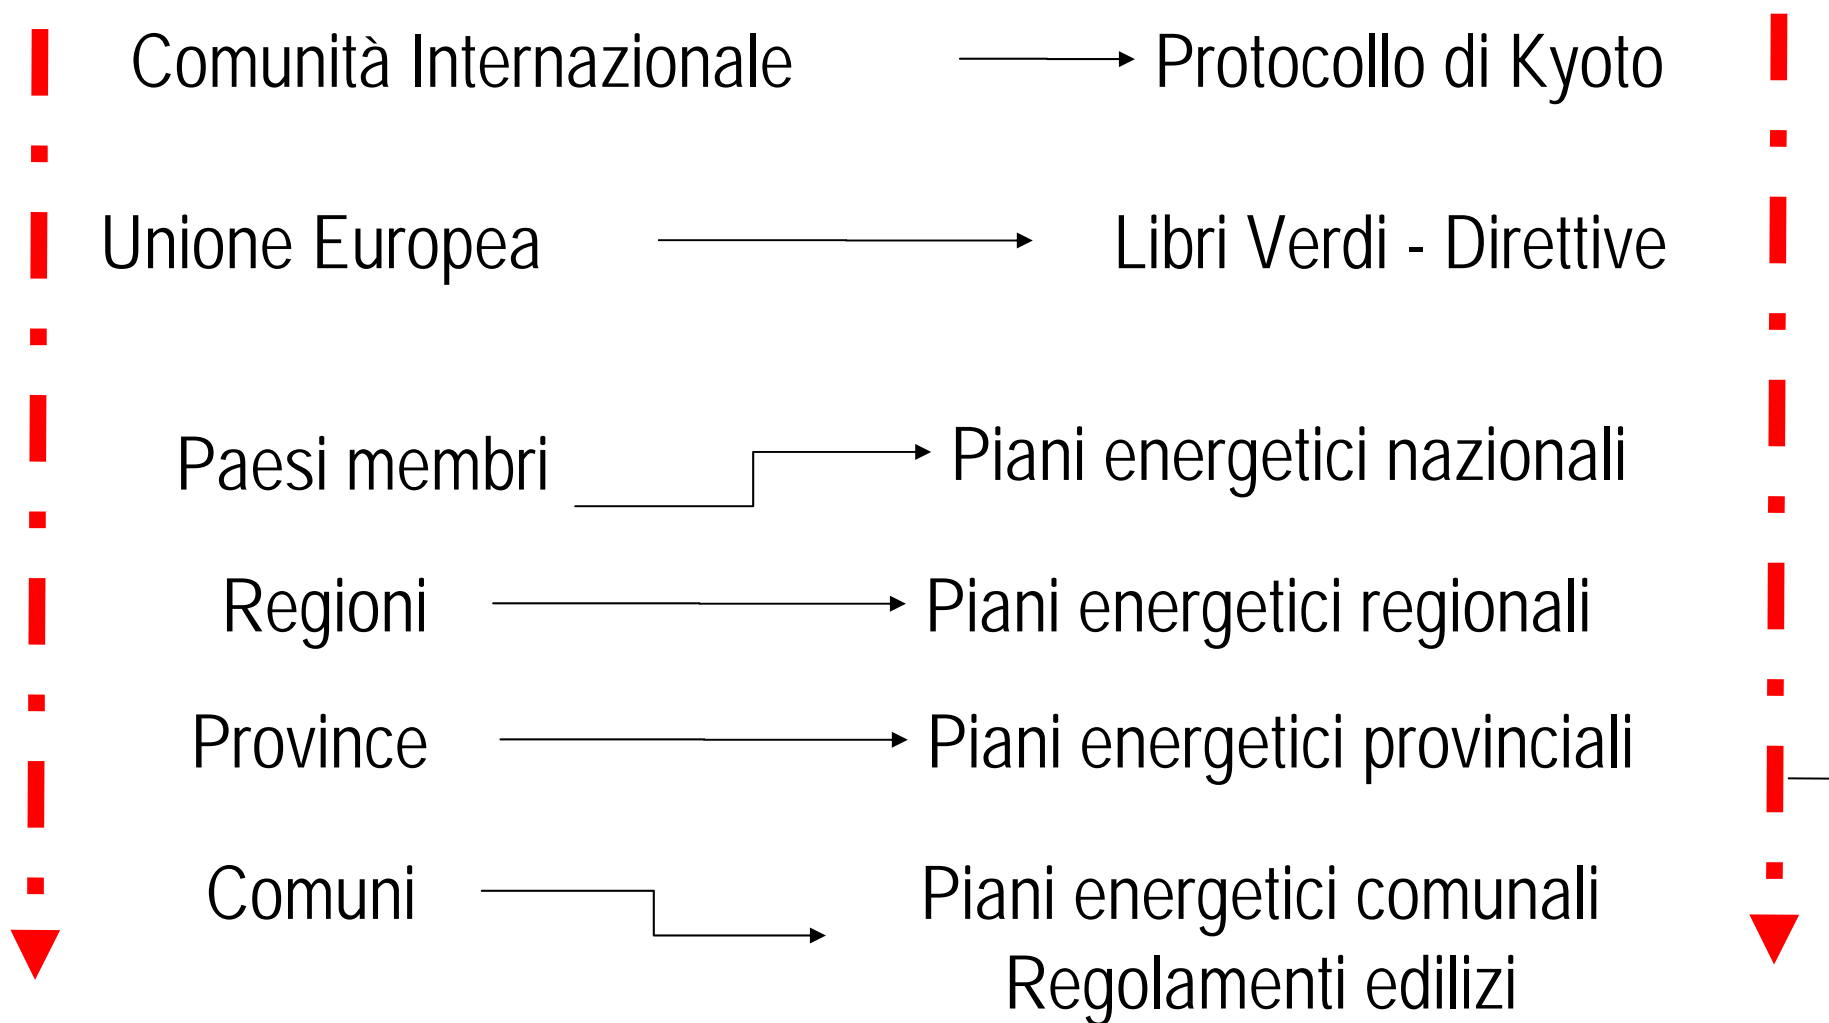 Comunità Internazionale Protocollo di Kyoto
Unione Europea Libri Verdi - Direttive
Paesi membri Piani energetici nazionali
Regioni Piani energetici regionali
Province Piani energetici provinciali
Comuni Piani energetici comunali
Regolamenti edilizi